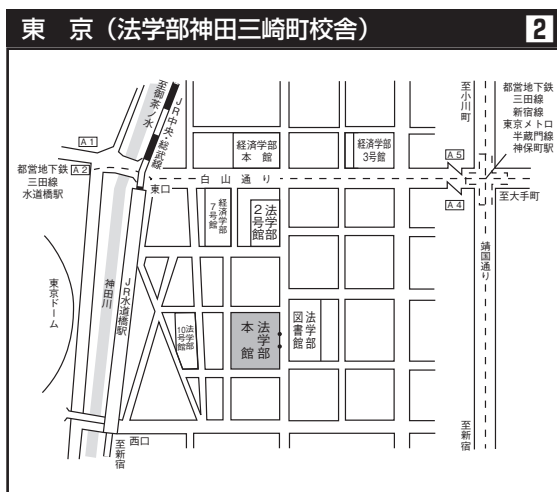 東 京（法学部神田三崎町校舎）
2
至御茶ノ水
JR中央・総武線
A1
A2
都営地下鉄
三田線
水道橋駅
東口
白山通り
経済学部
本館
経済学部
3号館
至小川町
都営地下鉄
三田線
新宿線
東京メトロ
半蔵門線
神保町駅
A5
A4
至大手町
経済学部
7号館
法学部
2号館
靖国通り
東京ドーム
神田川
JR水道橋駅
法学部
10号館
法学部
本館
法学部
図書館
西口
至新宿
至新宿